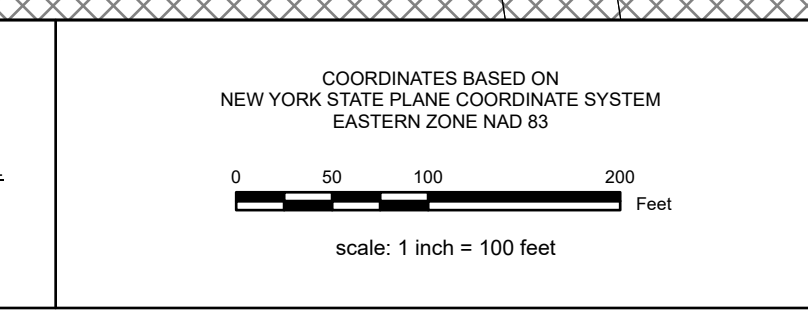 COORDINATES BASED ON
NEW YORK STATE PLANE COORDINATE SYSTEM
EASTERN ZONE NAD 83
0 50 100 200
Feet
scale: 1 inch = 100 feet